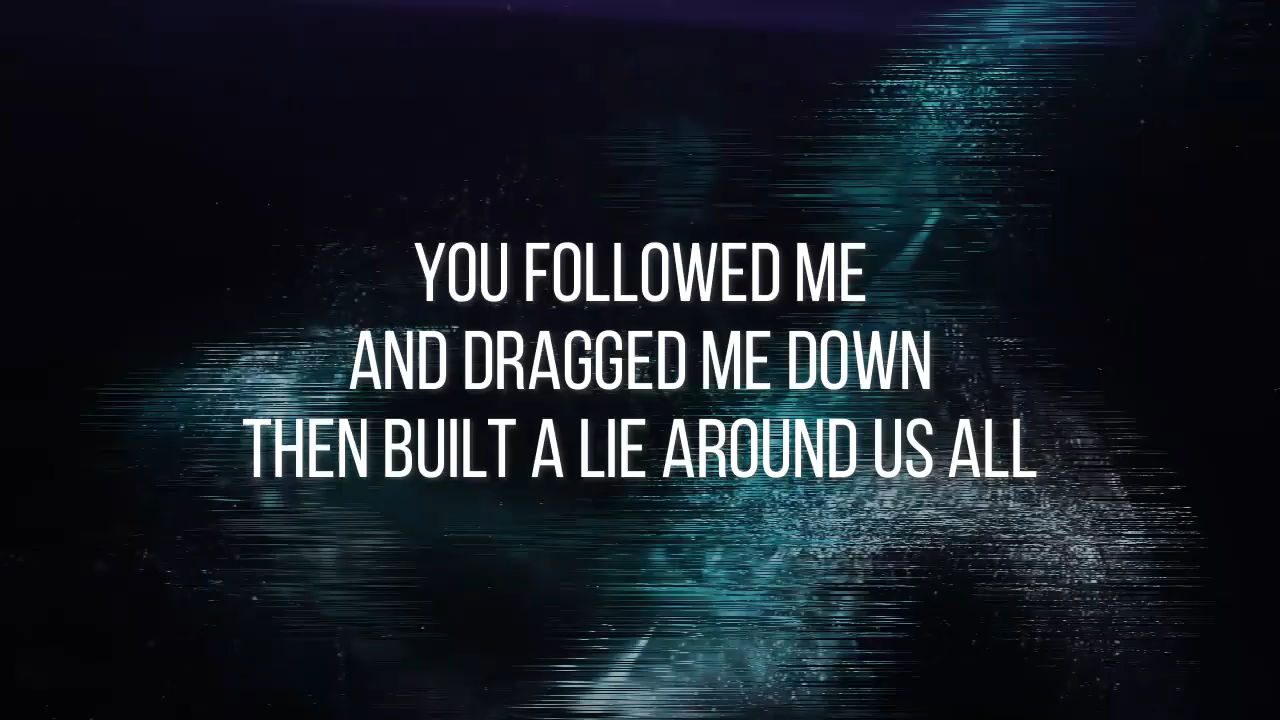 YOU FOLLOWED ME
AND DRAGGED ME DOWN
THEN BUILT A LIE AROUND US ALL